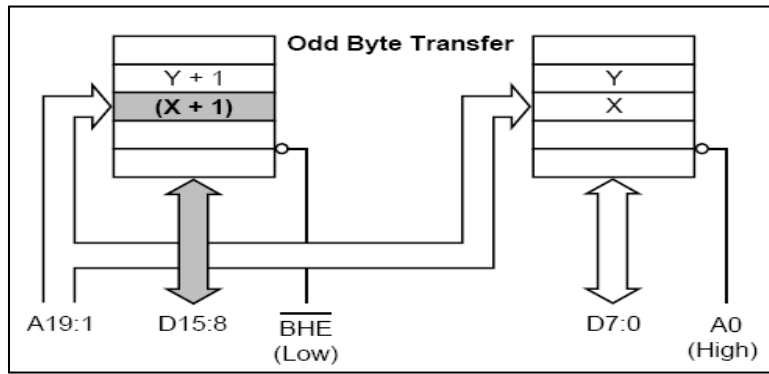 Odd Byte Transfer
Y + 1
Y
(X + 1)
X
A19:1
D15:8
BHE
(Low)
D7:0
A0
(High)